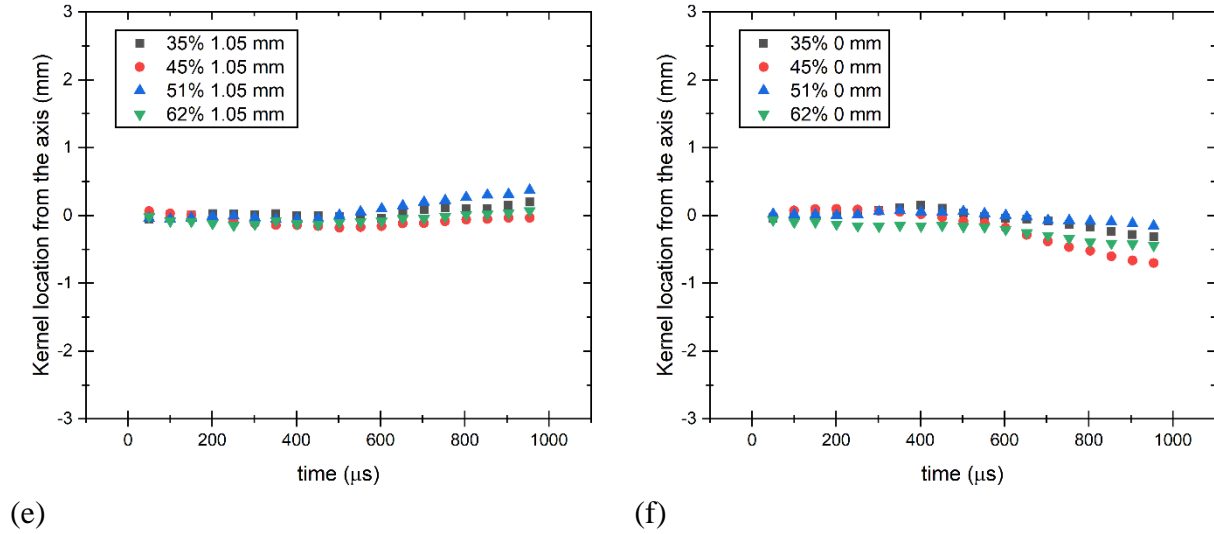 3
2
1
0
-1
-2
-3
Kernel location from the axis (mm)
35% 1.05 mm
45% 1.05 mm
51% 1.05 mm
62% 1.05 mm
0
200
400
600
800
1000
time (μs)
(e)
3
2
1
0
-1
-2
-3
Kernel location from the axis (mm)
35% 0 mm
45% 0 mm
51% 0 mm
62% 0 mm
0
200
400
600
800
1000
time (μs)
(f)